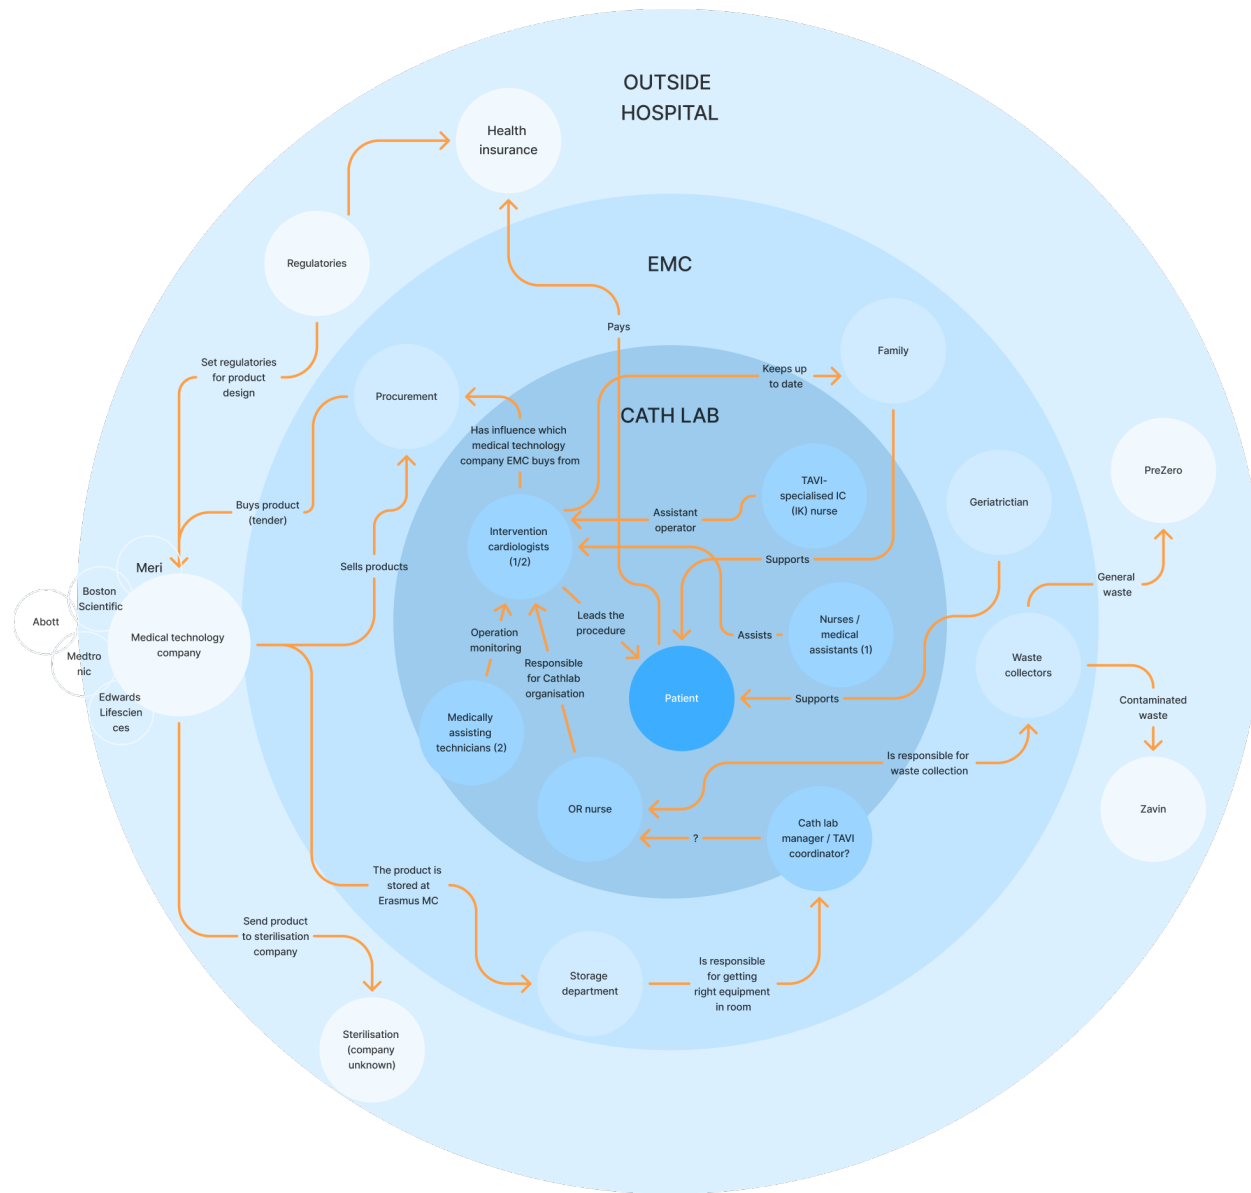 OUTSIDE
HOSPITAL
Health
insurance
Regulatories
EMC
Pays
Family
Set regulatories
for product
design
Keeps up
to date
Procurement
CATH LAB
Has influence which
medical technology
company EMC buys from
PreZero
TAVI-
specialised IC
(IK) nurse
Geriatrictian
Buys product
(tender)
Assistant
operator
Intervention
cardiologists
(1/2)
Supports
Sells products
Meri
General
waste
Boston
Scientific
Abott
Medical technology
company
Medtro
nic
Edwards
Lifescien
ces
Leads the
procedure
Operation
monitoring
Assists
Nurses /
medical
assistants (1)
Responsible
for Cathlab
organisation
Waste
collectors
Patient
Supports
Contaminated
waste
Medically
assisting
technicians (2)
Is responsible for
waste collection
OR nurse
Zavin
?
Cath lab
manager / TAVI
coordinator?
The product is
stored at
Erasmus MC
Send product
to sterilisation
company
Storage
department
Is responsible
for getting
right equipment
in room
Sterilisation
(company
unknown)